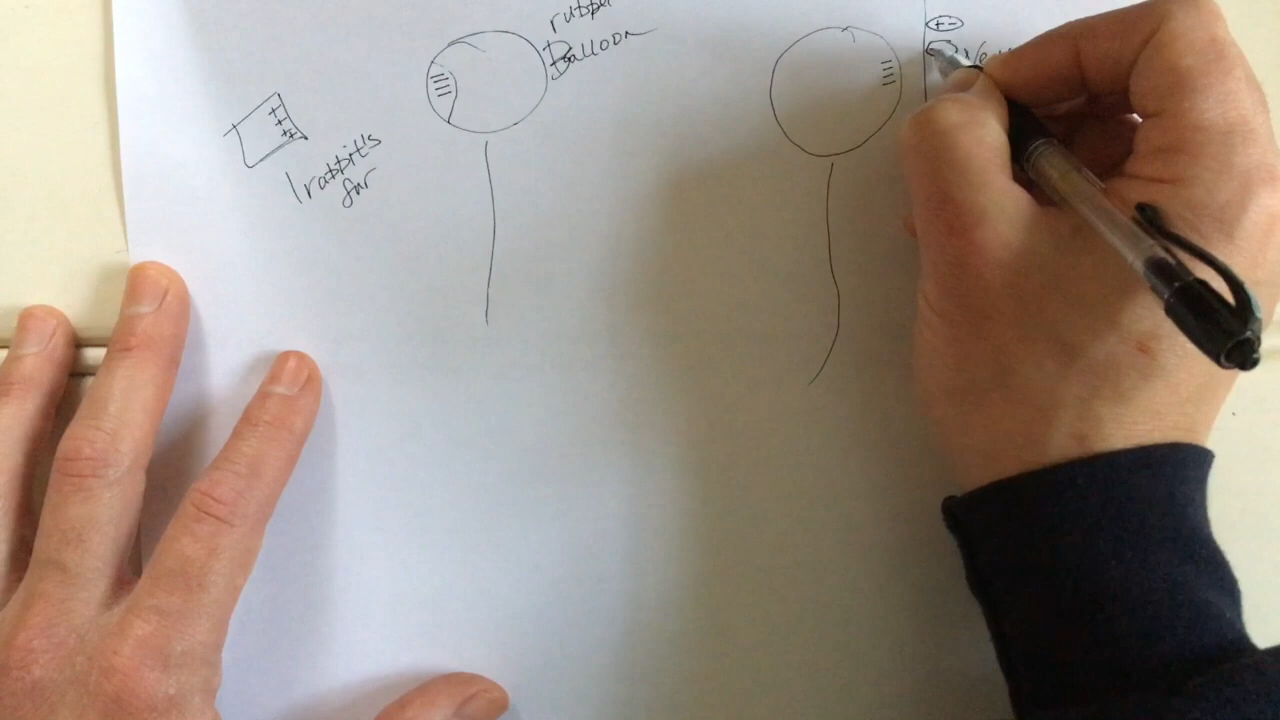 rubber
Balloon
rabbit's
fur
+ + +
+ -